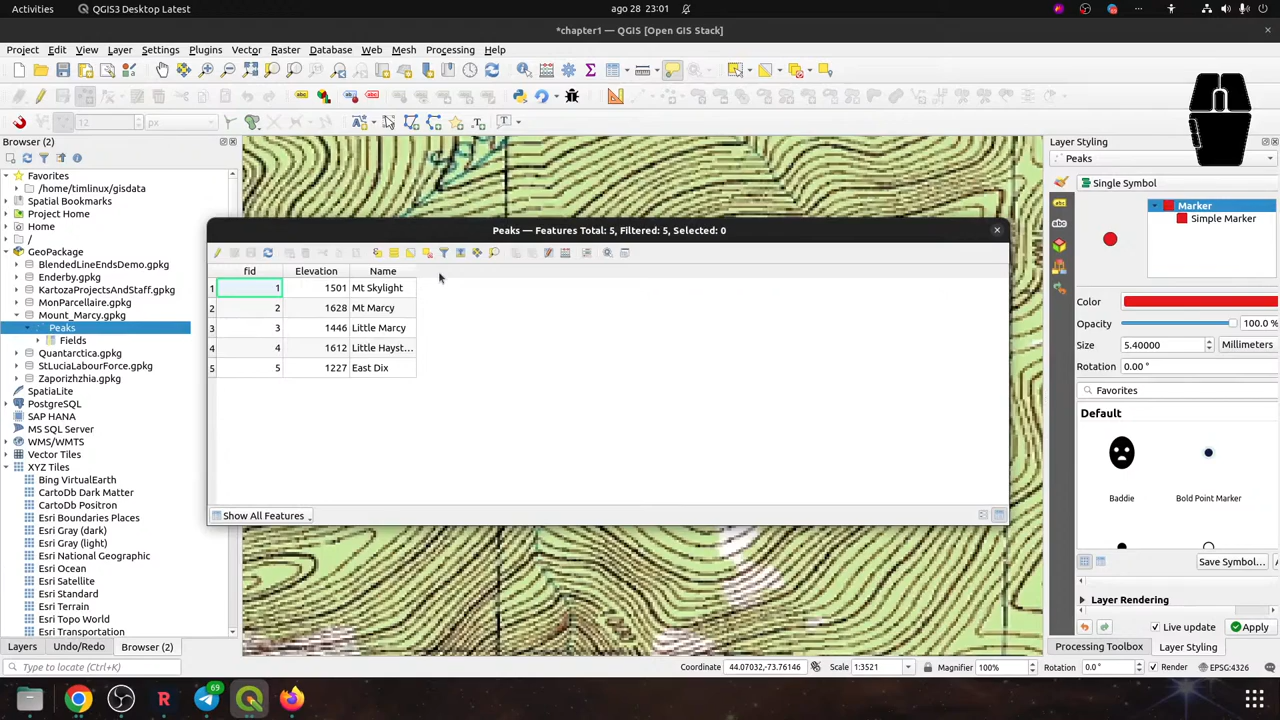 Activities
QGIS3 Desktop Latest
ago 28 23:01
69
*chapter1 — QGIS [Open GIS Stack]
Project Edit View Layer Settings Plugins Vector Raster Database Web Mesh Processing Help
12 px
Browser (2)
Favorites
/home/timlinux/gisdata
Spatial Bookmarks
Project Home
Home
/
GeoPackage
BlendedLineEndsDemo.gpkg
Enderby.gpkg
KartozaProjectsAndStaff.gpkg
MonParcellaire.gpkg
Mount_Marcy.gpkg
Peaks
Fields
Quantarctica.gpkg
StLuciaLabourForce.gpkg
Zaporizhzhia.gpkg
SpatiaLite
PostgreSQL
SAP HANA
MS SQL Server
WMS/WMTS
Vector Tiles
XYZ Tiles
Bing VirtualEarth
CartoDb Dark Matter
CartoDb Positron
Esri Boundaries Places
Esri Gray (dark)
Esri Gray (light)
Esri National Geographic
Esri Ocean
Esri Satellite
Esri Standard
Esri Terrain
Esri Topo World
Esri Transportation
Layers Undo/Redo Browser (2)
Peaks — Features Total: 5, Filtered: 5, Selected: 0
fid Elevation Name
1 1 1501 Mt Skylight
2 2 1628 Mt Marcy
3 3 1446 Little Marcy
4 4 1612 Little Hayst...
5 5 1227 East Dix
Show All Features
Layer Styling
Peaks
Single Symbol
Marker
Simple Marker
Color
Opacity 100.0 %
Size 5.40000 Millimeters
Rotation 0.00 °
Favorites
Default
Baddie Bold Point Marker
Save Symbol...
Layer Rendering
Live update Apply
Processing Toolbox Layer Styling
Type to locate (Ctrl+K)
Coordinate 44.07032,-73.76146 Scale 1:3521 Magnifier 100% Rotation 0.0 ° Render EPSG:4326